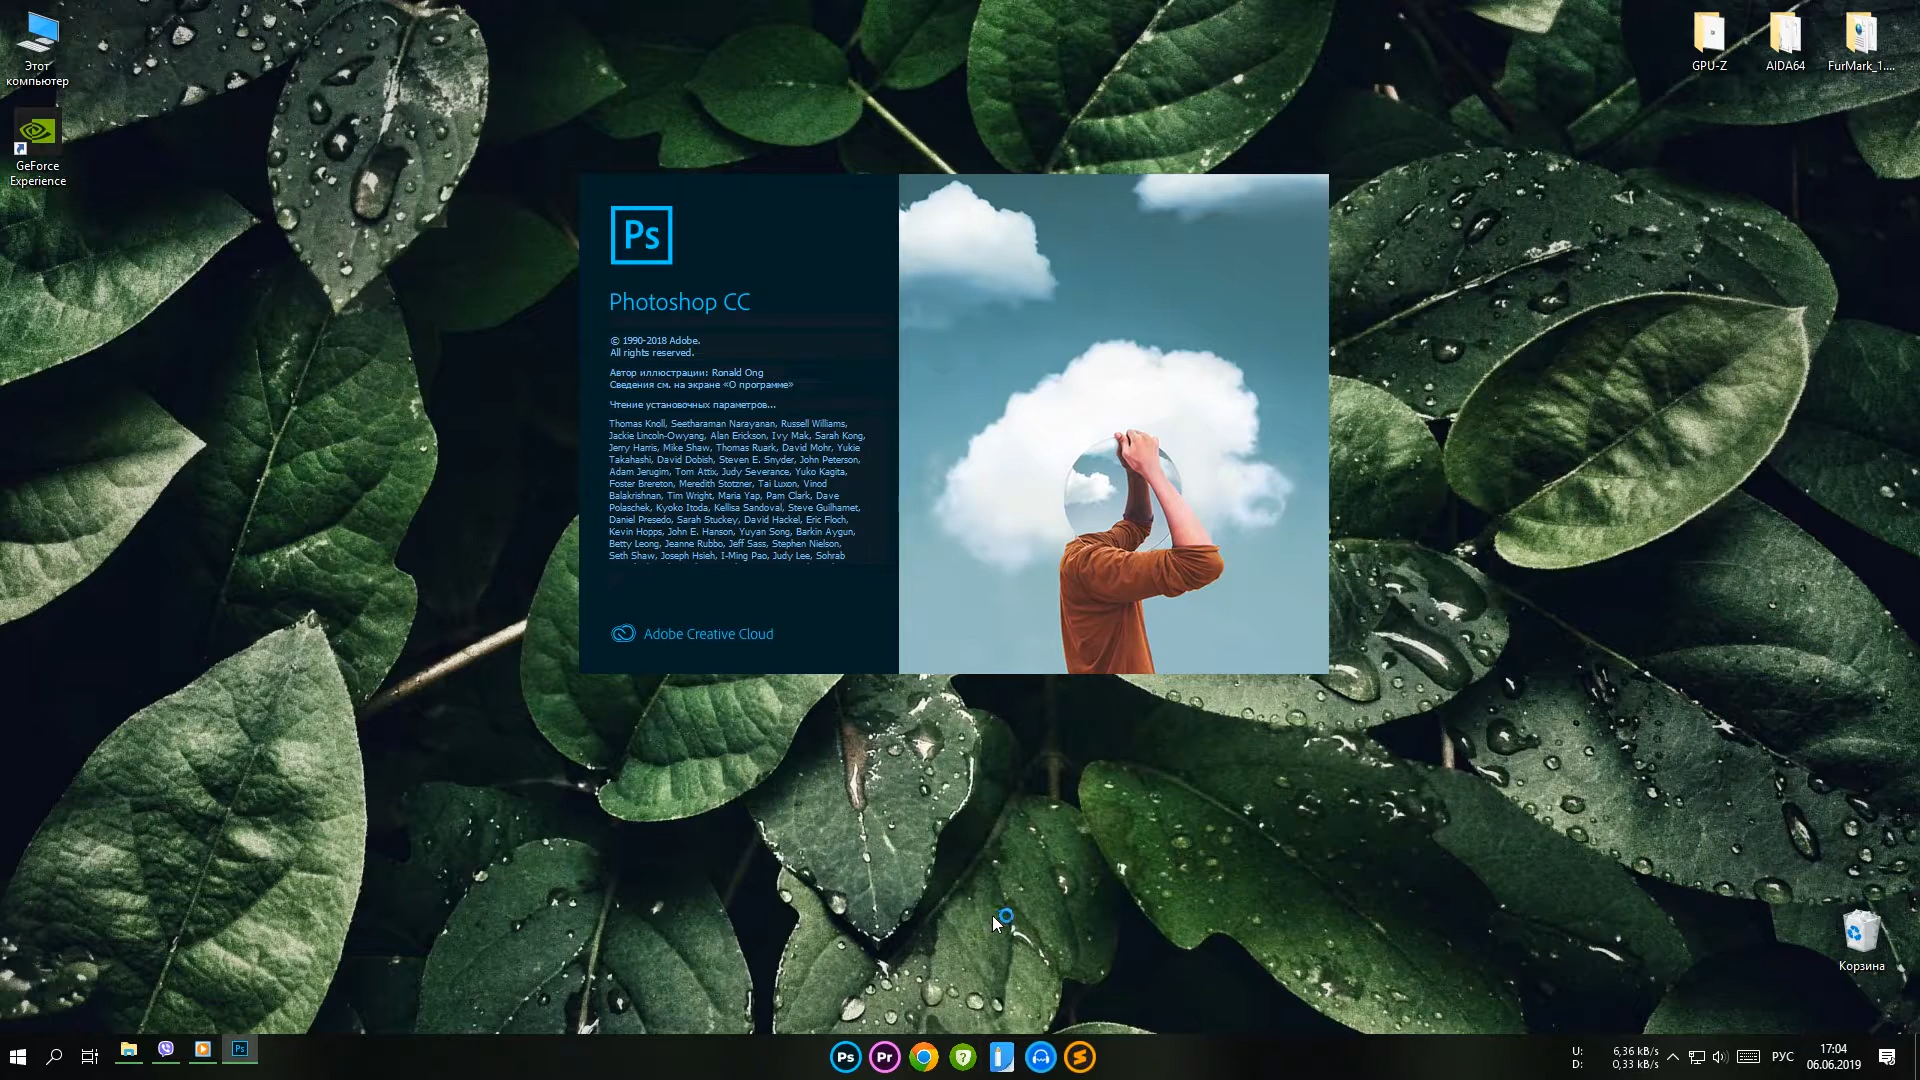 Этот
компьютер
GeForce
Experience
GPU-Z
AIDA64
FurMark_1....
Ps
Photoshop CC
© 1990-2018 Adobe.
All rights reserved.
Автор иллюстрации: Ronald Ong
Сведения см. на экране «О программе»
Чтение установочных параметров...
Thomas Knoll, Seetharaman Narayanan, Russell Williams,
Jackie Lincoln-Owyang, Alan Erickson, Ivy Mak, Sarah Kong,
Jerry Harris, Mike Shaw, Thomas Ruark, David Mohr, Yukie
Takahashi, David Dobish, Steven E. Snyder, John Peterson,
Adam Jerugim, Tom Attix, Judy Severance, Yuko Kagita,
Foster Brereton, Meredith Stotzner, Tai Luxon, Vinod
Balakrishnan, Tim Wright, Maria Yap, Pam Clark, Dave
Polaschek, Kyoko Itoda, Kellisa Sandoval, Steve Guilhamet,
Daniel Presedo, Sarah Stuckey, David Hackel, Eric Floch,
Kevin Hopps, John E. Hanson, Yuyan Song, Barkin Aygun,
Betty Leong, Jeanne Rubbo, Jeff Sass, Stephen Nielson,
Seth Shaw, Joseph Hsieh, I-Ming Pao, Judy Lee, Sohrab
Adobe Creative Cloud
Корзина
Ps
Ps
Pr
U: 6,36 kB/s
D: 0,33 kB/s
РУС
17:04
06.06.2019